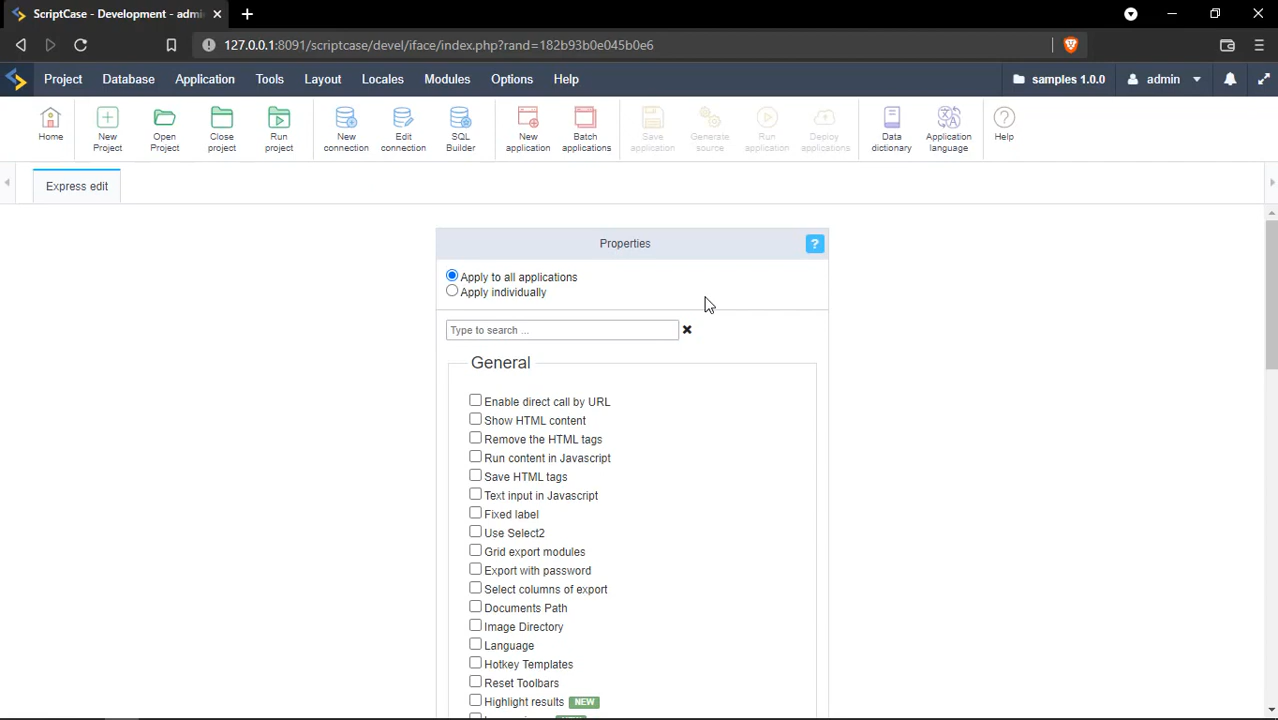 ScriptCase - Development - admi
127.0.0.1:8091/scriptcase/devel/iface/index.php?rand=182b93b0e045b0e6
Project Database Application Tools Layout Locales Modules Options Help samples 1.0.0 admin
Home
New Project
Open Project
Close project
Run project
New connection
Edit connection
SQL Builder
New application
Batch applications
Save application
Generate source
Run application
Deploy applications
Data dictionary
Application language
Help
Express edit
Properties ?
Apply to all applications
Apply individually
Type to search ...
General
Enable direct call by URL
Show HTML content
Remove the HTML tags
Run content in Javascript
Save HTML tags
Text input in Javascript
Fixed label
Use Select2
Grid export modules
Export with password
Select columns of export
Documents Path
Image Directory
Language
Hotkey Templates
Reset Toolbars
Highlight results NEW